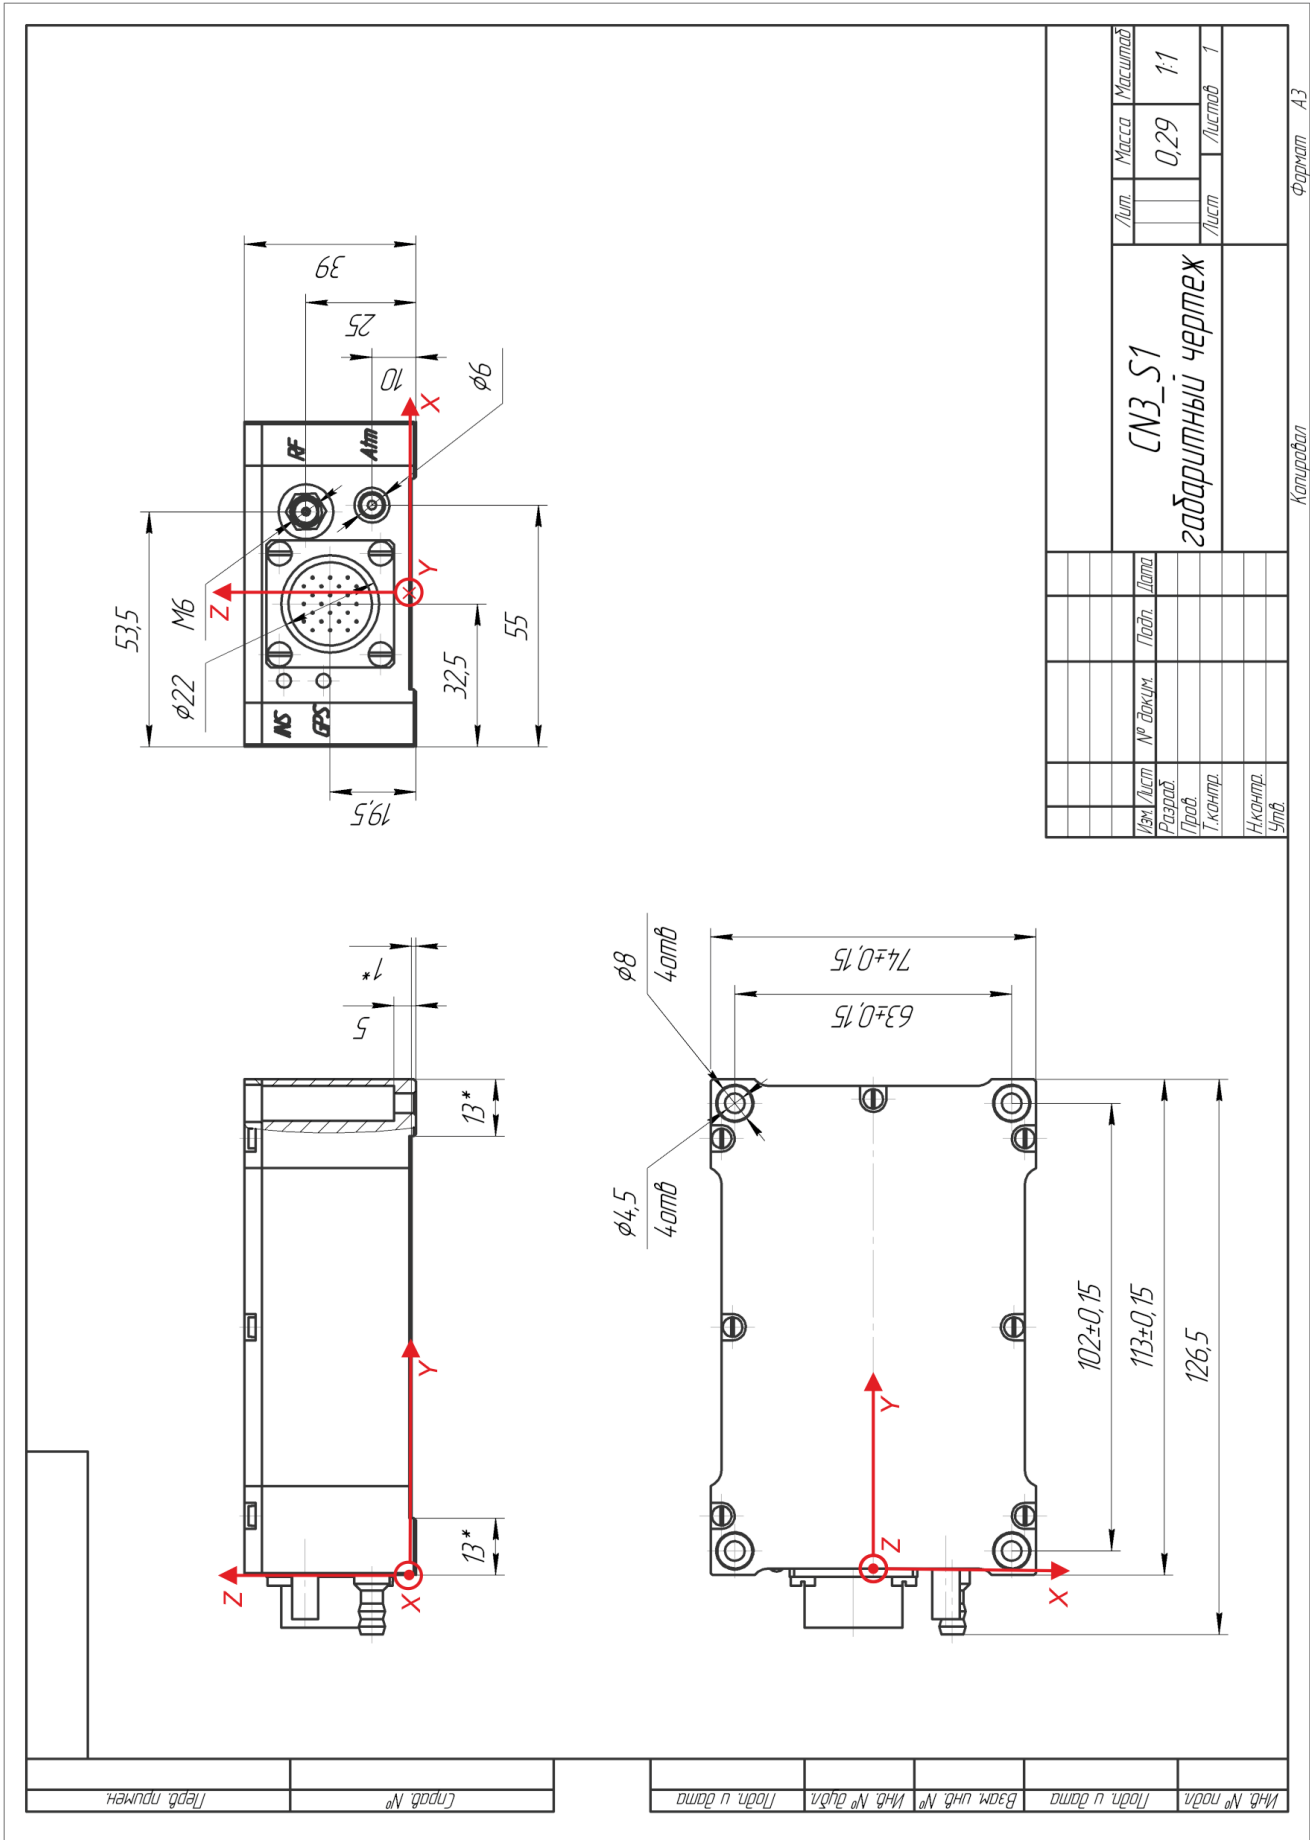 39
25
10
φ6
RF
Atm
X
Z
Y
INS
GPS
53,5
M6
φ22
32,5
55
19,5
1*
5
13*
13*
Z
Y
X
φ8
4отв
φ4,5
4отв
74±0,15
63±0,15
102±0,15
113±0,15
126,5
Y
Z
X
CN3_S1
габаритный чертеж
Лит.
Масса
Масштаб
0,29
1:1
Лист
Листов 1
Изм.
Лист
№ докум.
Подп.
Дата
Разраб.
Пров.
Т.контр.
Н.контр.
Утв.
Копировал
Формат А3
Перв. примен.
Справ. №
Подп. и дата
Инв. № дубл.
Взам. инв. №
Подп. и дата
Инв. № подл.